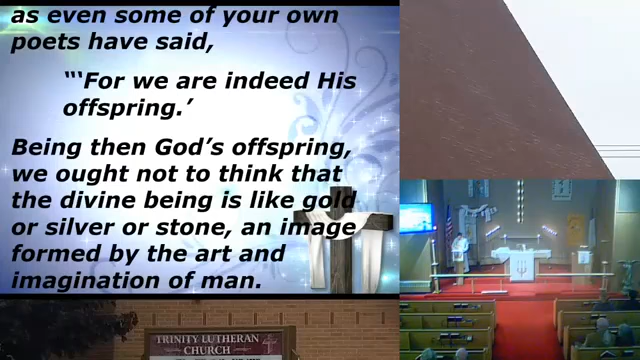 as even some of your own
poets have said,
“‘For we are indeed His
offspring.’
Being then God’s offspring,
we ought not to think that
the divine being is like gold
or silver or stone, an image
formed by the art and
imagination of man.
TRINITY LUTHERAN
CHURCH